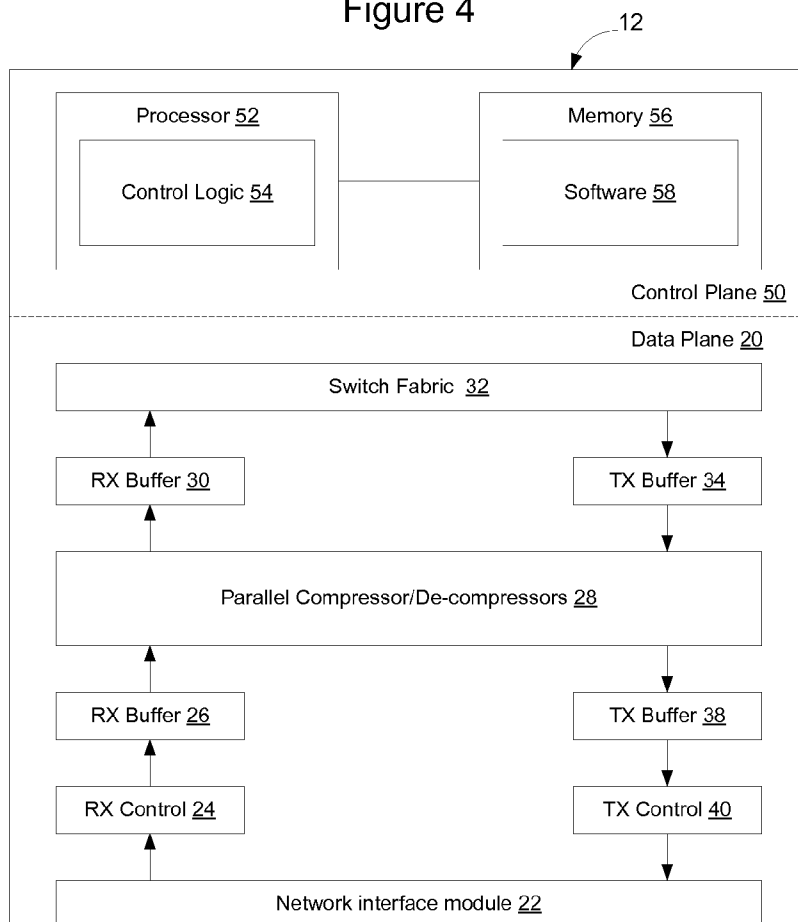 Figure 4
12
Processor 52
Memory 56
Control Logic 54
Software 58
Control Plane 50
Data Plane 20
Switch Fabric 32
RX Buffer 30
TX Buffer 34
Parallel Compressor/De-compressors 28
RX Buffer 26
TX Buffer 38
RX Control 24
TX Control 40
Network interface module 22